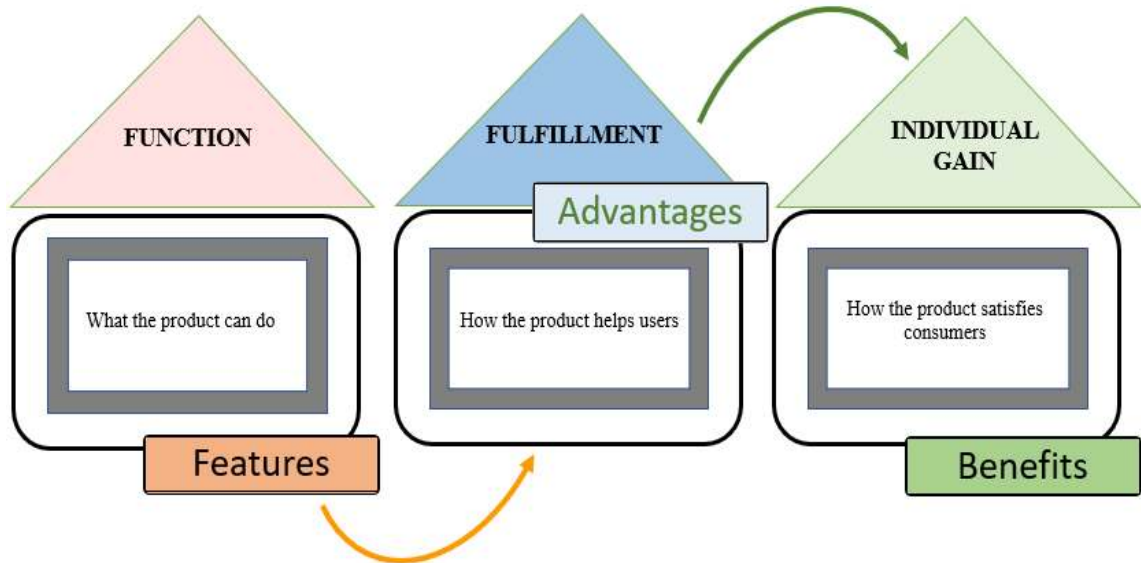 FUNCTION
What the product can do
Features
FULFILLMENT
Advantages
How the product helps users
INDIVIDUAL
GAIN
How the product satisfies
consumers
Benefits